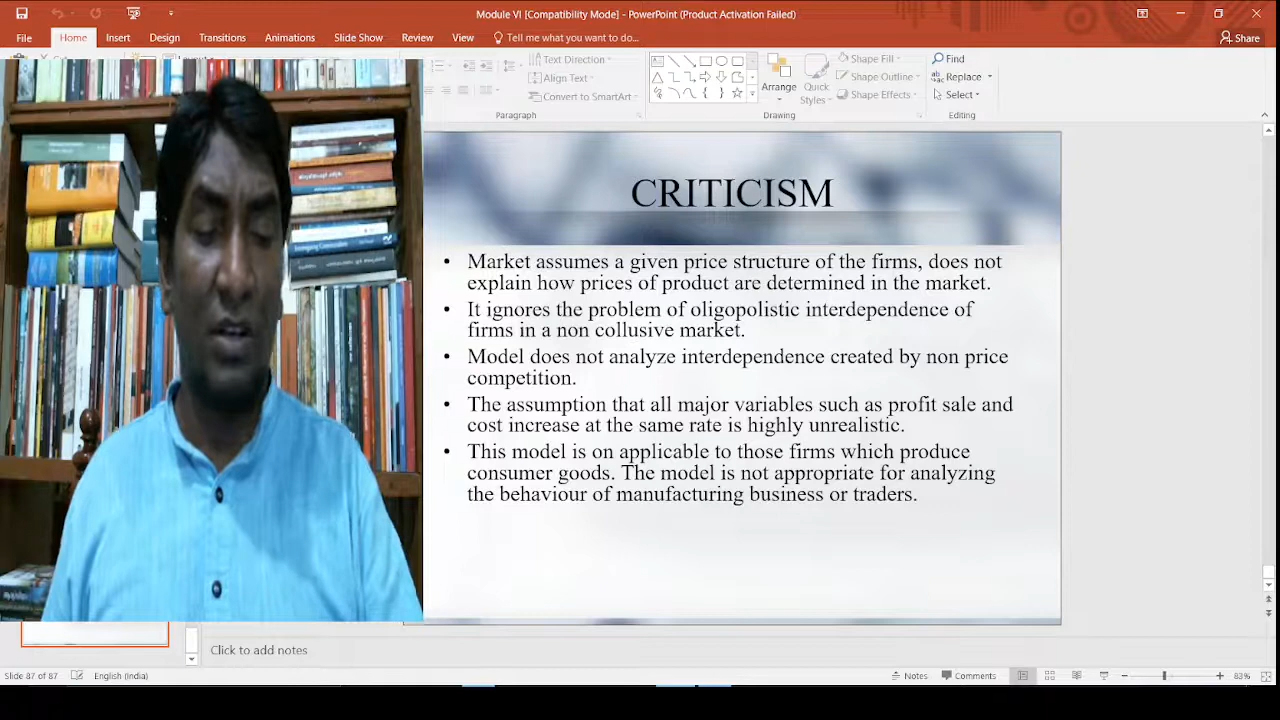 Module VI [Compatibility Mode] - PowerPoint (Product Activation Failed)
File Home Insert Design Transitions Animations Slide Show Review View Tell me what you want to do... Share
Text Direction
Align Text
Convert to SmartArt
Paragraph
Arrange
Quick Styles
Shape Fill
Shape Outline
Shape Effects
Drawing
Find
Replace
Select
Editing
CRITICISM
• Market assumes a given price structure of the firms, does not
explain how prices of product are determined in the market.
• It ignores the problem of oligopolistic interdependence of
firms in a non collusive market.
• Model does not analyze interdependence created by non price
competition.
• The assumption that all major variables such as profit sale and
cost increase at the same rate is highly unrealistic.
• This model is on applicable to those firms which produce
consumer goods. The model is not appropriate for analyzing
the behaviour of manufacturing business or traders.
Click to add notes
Slide 87 of 87 English (India) Notes Comments 83%